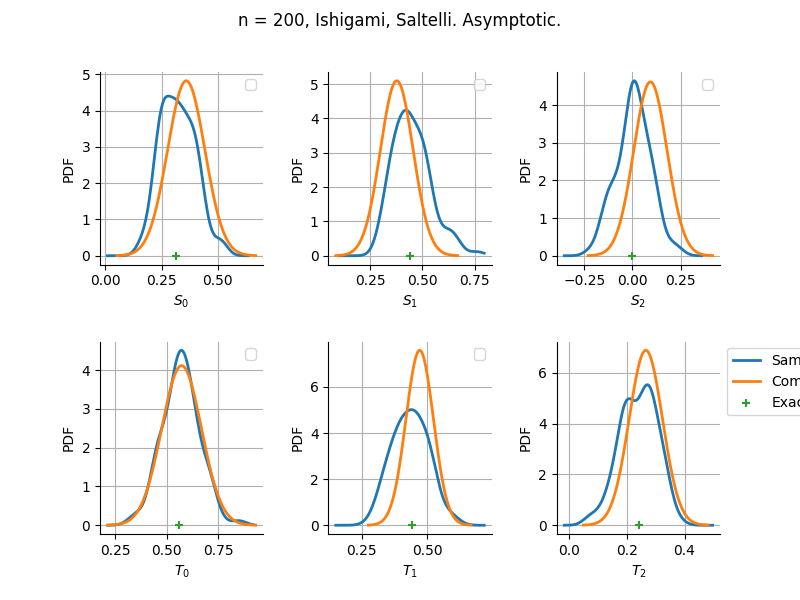 n = 200, Ishigami, Saltelli. Asymptotic.
PDF
5
4
3
2
1
0
0.00 0.25 0.50
S₀
PDF
5
4
3
2
1
0
0.25 0.50 0.75
S₁
PDF
4
3
2
1
0
−0.25 0.00 0.25
S₂
PDF
4
3
2
1
0
0.25 0.50 0.75
T₀
PDF
6
4
2
0
0.25 0.50
T₁
PDF
6
4
2
0
0.0 0.2 0.4
T₂
Sam
Com
Exac